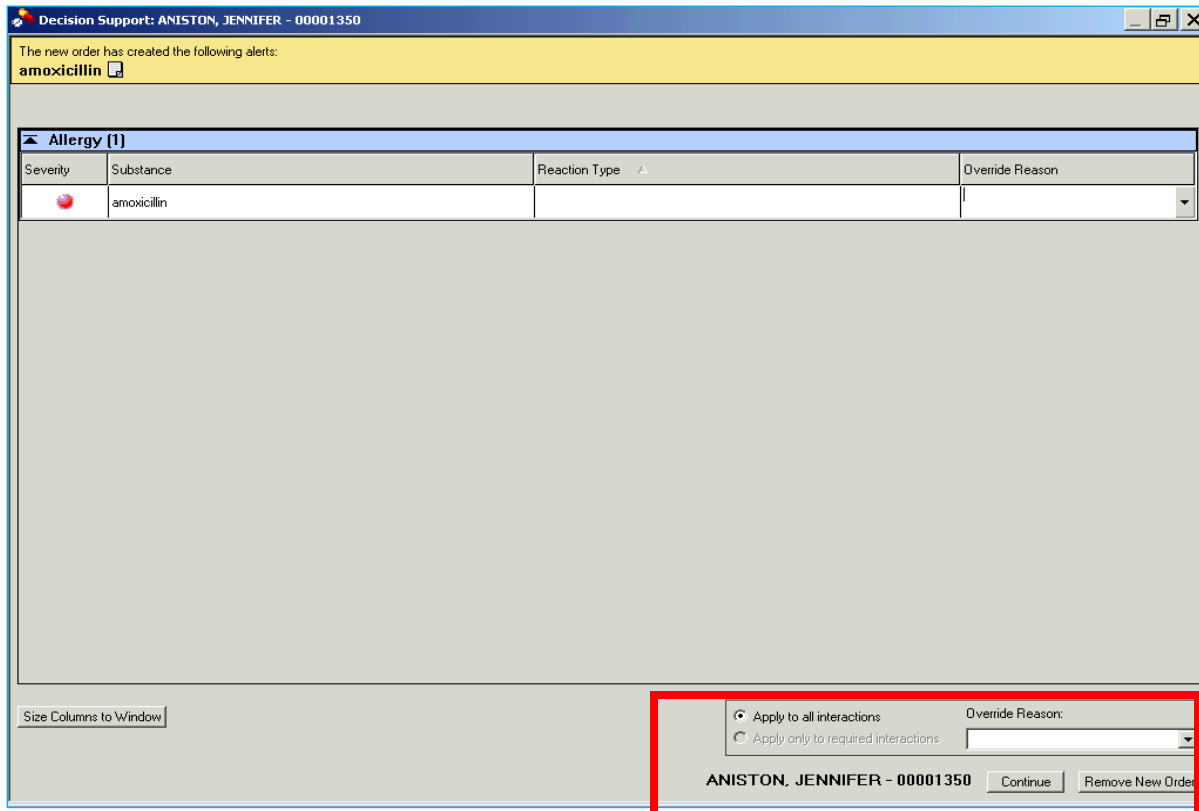 Decision Support: ANISTON, JENNIFER - 00001350
The new order has created the following alerts:
amoxicillin
Allergy (1)
Severity Substance Reaction Type Override Reason
amoxicillin
Size Columns to Window
Apply to all interactions Override Reason:
Apply only to required interactions
ANISTON, JENNIFER - 00001350 Continue Remove New Order